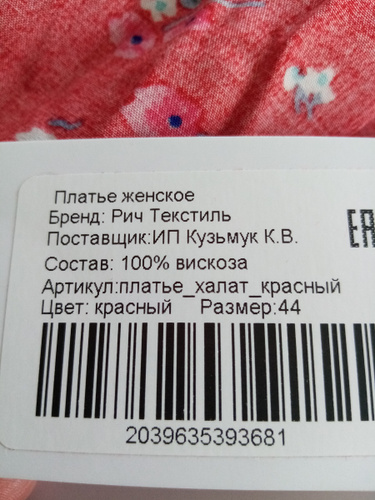 Платье женское
Бренд: Рич Текстиль
Поставщик:ИП Кузьмук К.В.
Состав: 100% вискоза
Артикул:платье_халат_красный
Цвет: красный Размер:44
2039635393681